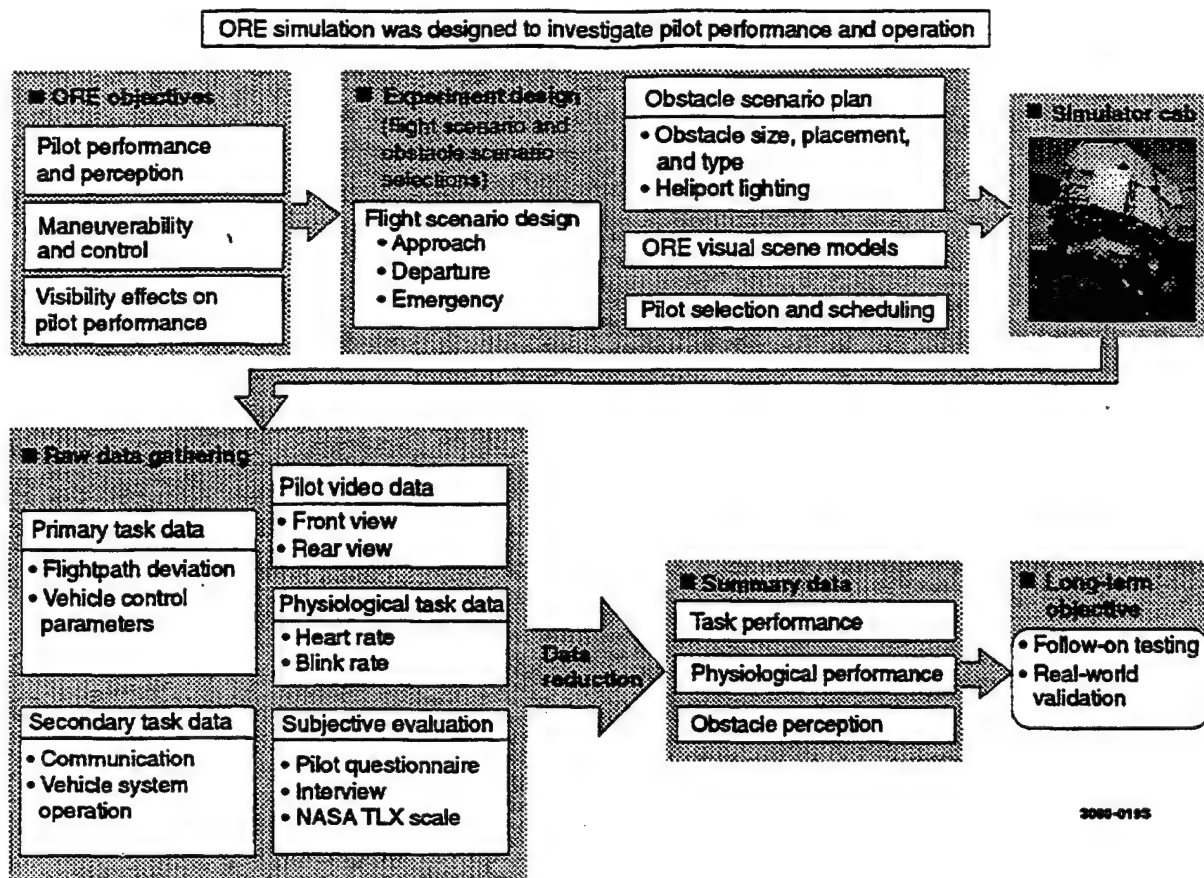 ORE simulation was designed to investigate pilot performance and operation
■ ORE objectives
Pilot performance
and perception
Maneuverability
and control
Visibility effects on
pilot performance
■ Experiment design
(flight scenario and
obstacle scenario
selections)
Flight scenario design
• Approach
• Departure
• Emergency
Obstacle scenario plan
• Obstacle size, placement,
and type
• Heliport lighting
ORE visual scene models
Pilot selection and scheduling
■ Simulator cab
■ Raw data gathering
Primary task data
• Flightpath deviation
• Vehicle control
parameters
Secondary task data
• Communication
• Vehicle system
operation
Pilot video data
• Front view
• Rear view
Physiological task data
• Heart rate
• Blink rate
Subjective evaluation
• Pilot questionnaire
• Interview
• NASA TLX scale
Data
reduction
■ Summary data
Task performance
Physiological performance
Obstacle perception
■ Long-term
objective
• Follow-on testing
• Real-world
validation